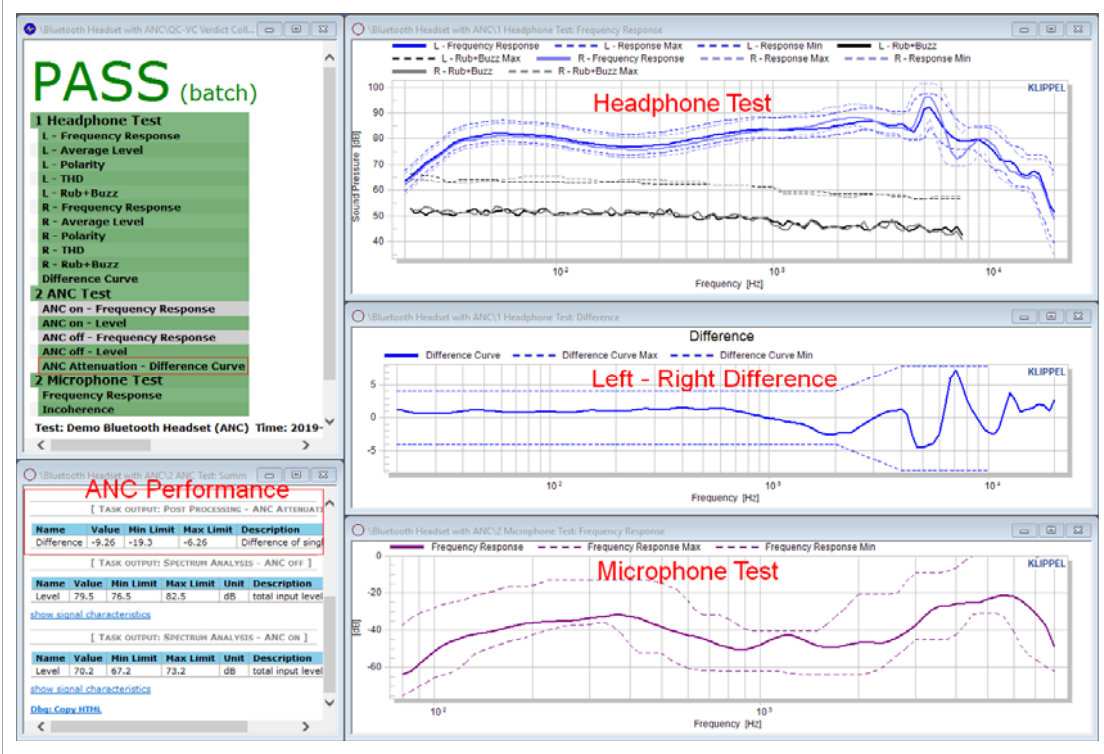 \Bluetooth Headset with ANC\QC-VC Verdict Coll...
PASS (batch)
1 Headphone Test
L - Frequency Response
L - Average Level
L - Polarity
L - THD
L - Rub+Buzz
R - Frequency Response
R - Average Level
R - Polarity
R - THD
R - Rub+Buzz
Difference Curve
2 ANC Test
ANC on - Frequency Response
ANC on - Level
ANC off - Frequency Response
ANC off - Level
ANC Attenuation - Difference Curve
2 Microphone Test
Frequency Response
Incoherence
Test: Demo Bluetooth Headset (ANC) Time: 2019-
\Bluetooth Headset with ANC\2 ANC Test: Summ
ANC Performance
[ TASK OUTPUT: POST PROCESSING - ANC ATTENUATI
Name Value Min Limit Max Limit Description
Difference -9.26 -19.3 -6.26 Difference of singl
[ TASK OUTPUT: SPECTRUM ANALYSIS - ANC OFF ]
Name Value Min Limit Max Limit Unit Description
Level 79.5 76.5 82.5 dB total input level
show signal characteristics
[ TASK OUTPUT: SPECTRUM ANALYSIS - ANC ON ]
Name Value Min Limit Max Limit Unit Description
Level 70.2 67.2 73.2 dB total input level
show signal characteristics
Dbg: Copy HTML
\Bluetooth Headset with ANC\1 Headphone Test: Frequency Response
L - Frequency Response L - Response Max L - Response Min L - Rub+Buzz
L - Rub+Buzz Max R - Frequency Response R - Response Max R - Response Min
R - Rub+Buzz R - Rub+Buzz Max
Headphone Test
KLIPPEL
100
90
80
70
60
50
40
Sound Pressure [dB]
10² 10³ 10⁴
Frequency [Hz]
\Bluetooth Headset with ANC\1 Headphone Test: Difference
Difference
Difference Curve Difference Curve Max Difference Curve Min
Left - Right Difference
KLIPPEL
5
0
-5
10² 10³ 10⁴
Frequency [Hz]
\Bluetooth Headset with ANC\2 Microphone Test: Frequency Response
Frequency Response Frequency Response Max Frequency Response Min
Microphone Test
KLIPPEL
0
-20
-40
-60
[dB]
10² 10³
Frequency [Hz]